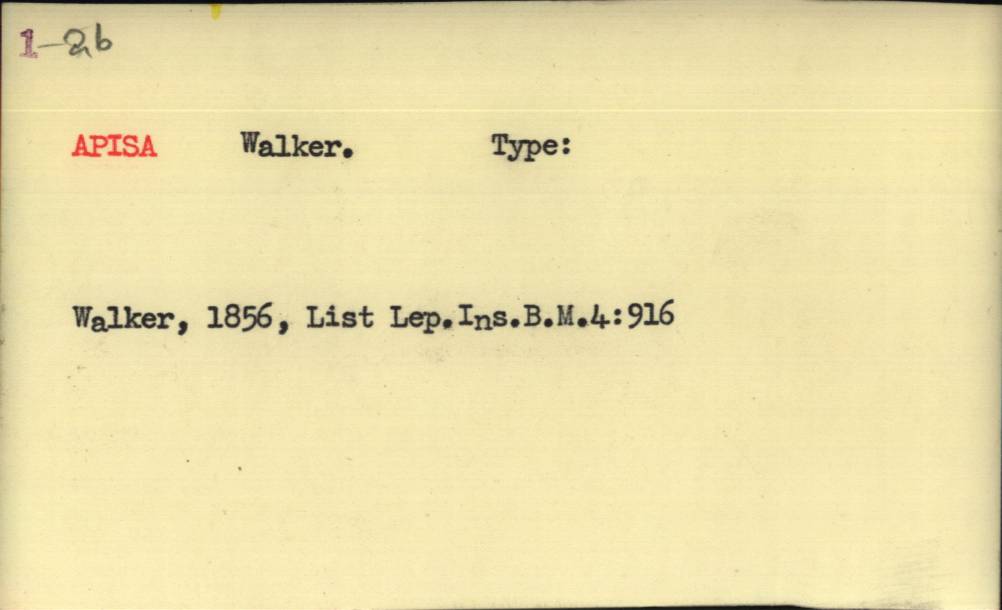 1-2b
APISA Walker. Type:
Walker, 1856, List Lep.Ins.B.M.4:916